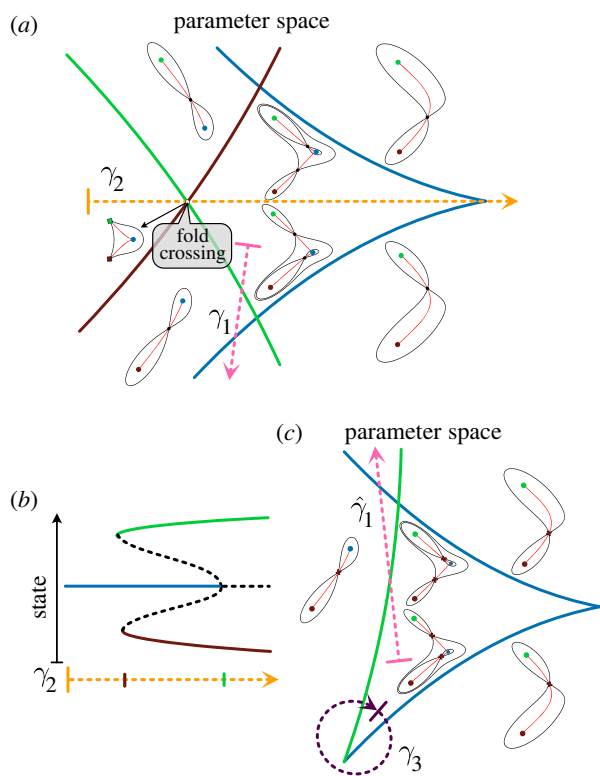 (a)
parameter space
γ2
fold
crossing
γ1
(c)
parameter space
(b)
γ̂1
state
γ2
γ3